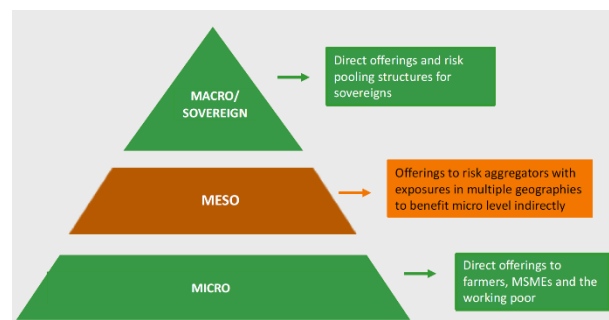 MACRO/
SOVEREIGN
Direct offerings and risk
pooling structures for
sovereigns
MESO
Offerings to risk aggregators with
exposures in multiple geographies
to benefit micro level indirectly
MICRO
Direct offerings to
farmers, MSMEs and the
working poor